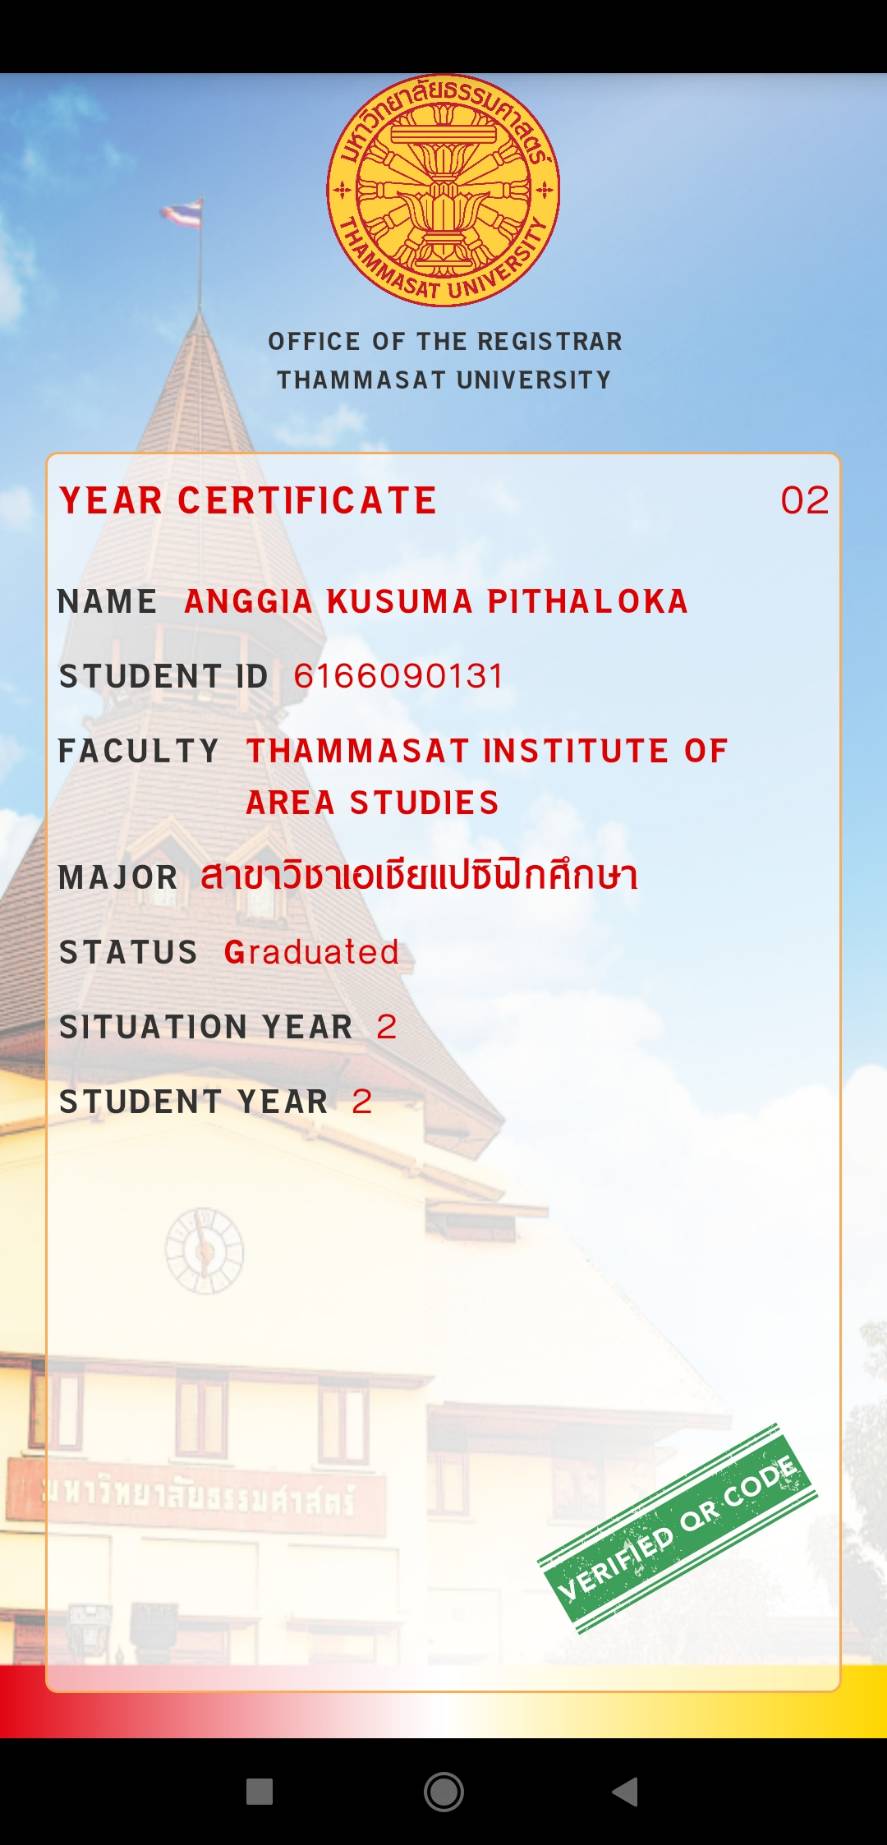 มหาวิทยาลัยธรรมศาสตร์
THAMMASAT UNIVERSITY
OFFICE OF THE REGISTRAR
THAMMASAT UNIVERSITY
YEAR CERTIFICATE 02
NAME ANGGIA KUSUMA PITHALOKA
STUDENT ID 6166090131
FACULTY THAMMASAT INSTITUTE OF
AREA STUDIES
MAJOR สาขาวิชาเอเชียแปซิฟิกศึกษา
STATUS Graduated
SITUATION YEAR 2
STUDENT YEAR 2
มหาวิทยาลัยธรรมศาสตร์
VERIFIED QR CODE